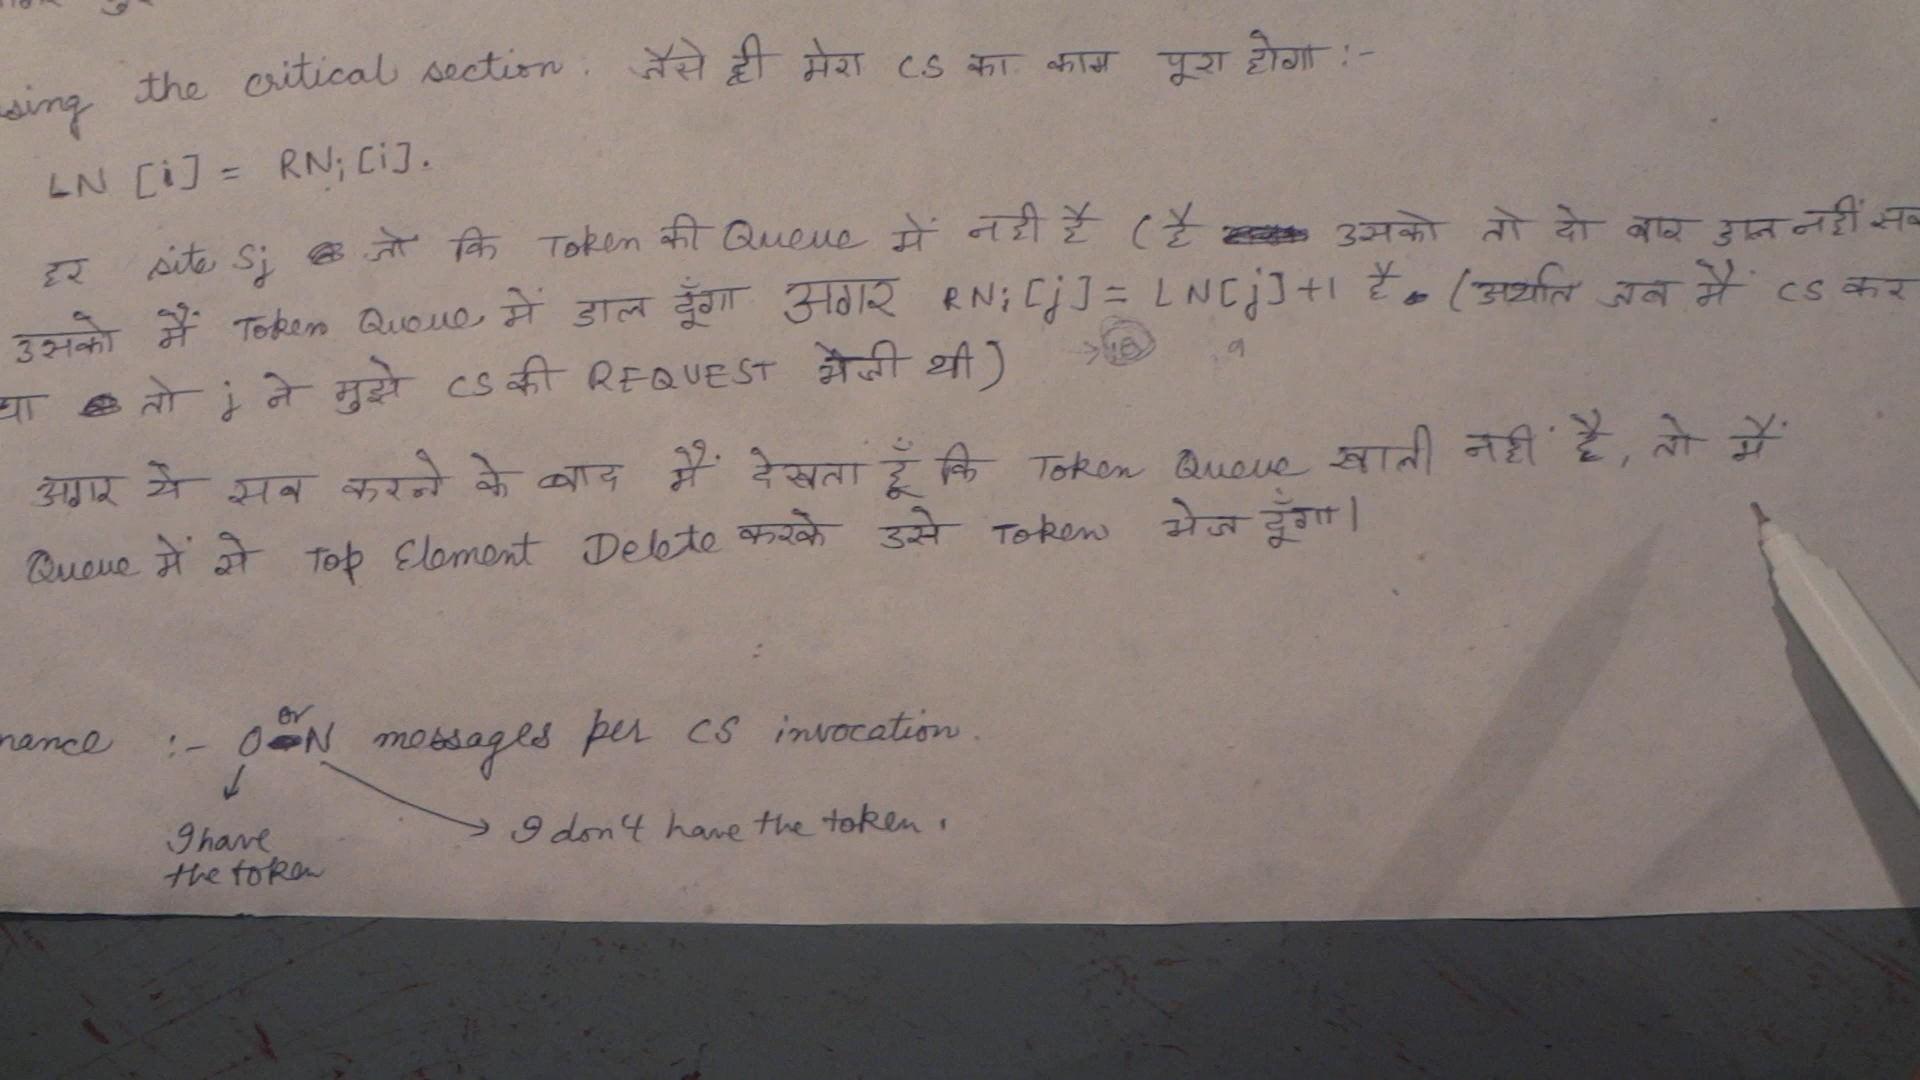 the critical section. जैसे ही मेरा CS का काम पूरा होगा :-
LN [i] = RNi[i].
हर site Sj जो कि Token की Queue में नही है (है उसको तो दो बार डाल नहीं
उसको मैं Token Queue में डाल दूँगा अगर RNi[j] = LN[j]+1 है. (अर्थात जब मैं CS कर
तो j ने मुझे CS की REQUEST भेजी थी)
अगर ये सब करने के बाद मैं देखता हूँ कि Token Queue खाली नहीं है, तो मैं
Queue में से Top Element Delete करके उसे Token भेज दूँगा।
:- 0 or N messages per CS invocation.
I have the token
I don't have the token.